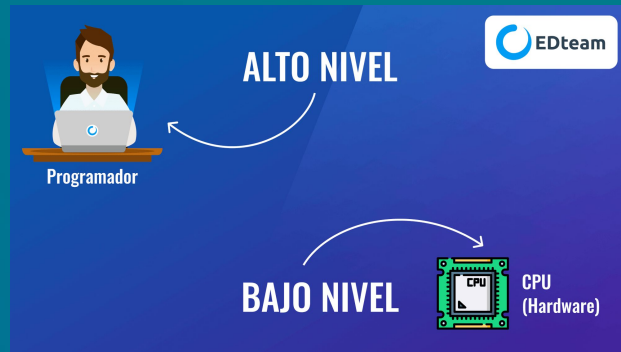 EDteam
ALTO NIVEL
Programador
BAJO NIVEL
CPU
CPU
(Hardware)